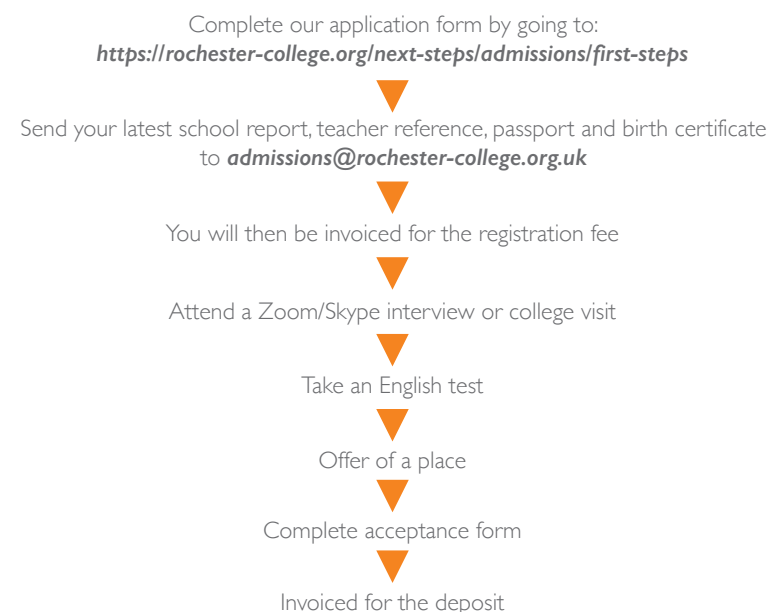 Complete our application form by going to:
https://rochester-college.org/next-steps/admissions/first-steps
Send your latest school report, teacher reference, passport and birth certificate
to admissions@rochester-college.org.uk
You will then be invoiced for the registration fee
Attend a Zoom/Skype interview or college visit
Take an English test
Offer of a place
Complete acceptance form
Invoiced for the deposit